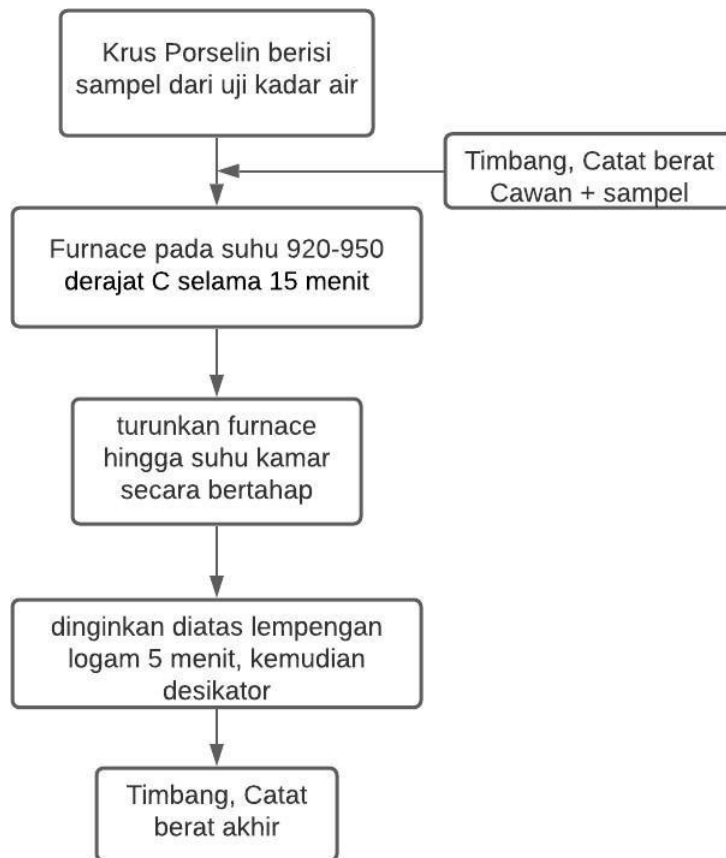 Krus Porselin berisi
sampel dari uji kadar air
Timbang, Catat berat
Cawan + sampel
Furnace pada suhu 920-950
derajat C selama 15 menit
turunkan furnace
hingga suhu kamar
secara bertahap
dinginkan diatas lempengan
logam 5 menit, kemudian
desikator
Timbang, Catat
berat akhir